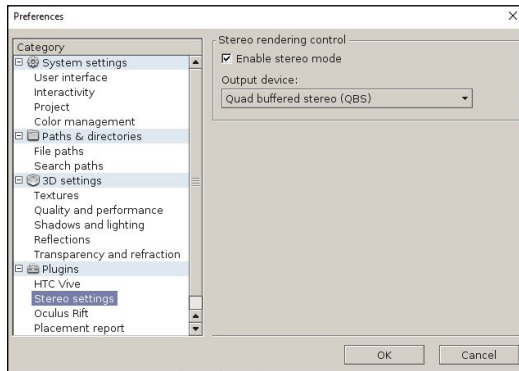 Preferences
Category
System settings
User interface
Interactivity
Project
Color management
Paths & directories
File paths
Search paths
3D settings
Textures
Quality and performance
Shadows and lighting
Reflections
Transparency and refraction
Plugins
HTC Vive
Stereo settings
Oculus Rift
Placement report
Stereo rendering control
Enable stereo mode
Output device:
Quad buffered stereo (QBS)
OK
Cancel